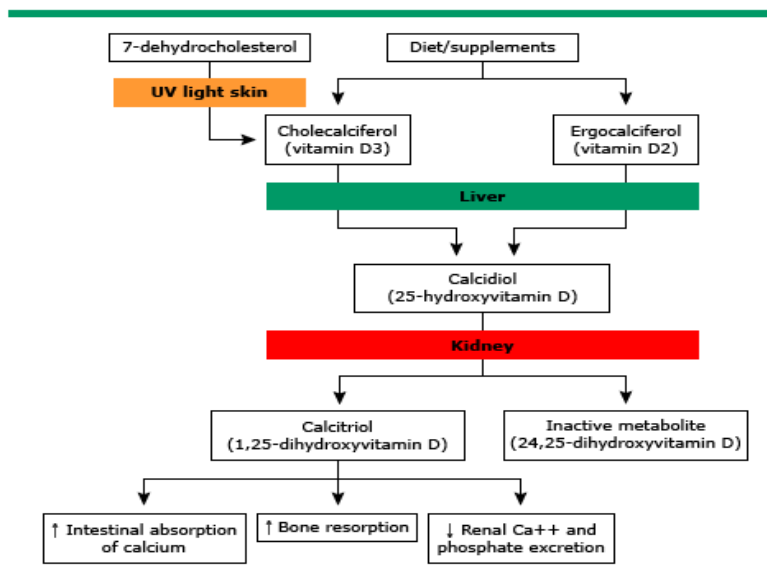 7-dehydrocholesterol
Diet/supplements
UV light skin
Cholecalciferol
(vitamin D3)
Ergocalciferol
(vitamin D2)
Liver
Calcidiol
(25-hydroxyvitamin D)
Kidney
Calcitriol
(1,25-dihydroxyvitamin D)
Inactive metabolite
(24,25-dihydroxyvitamin D)
↑ Intestinal absorption
of calcium
↑ Bone resorption
↓ Renal Ca++ and
phosphate excretion